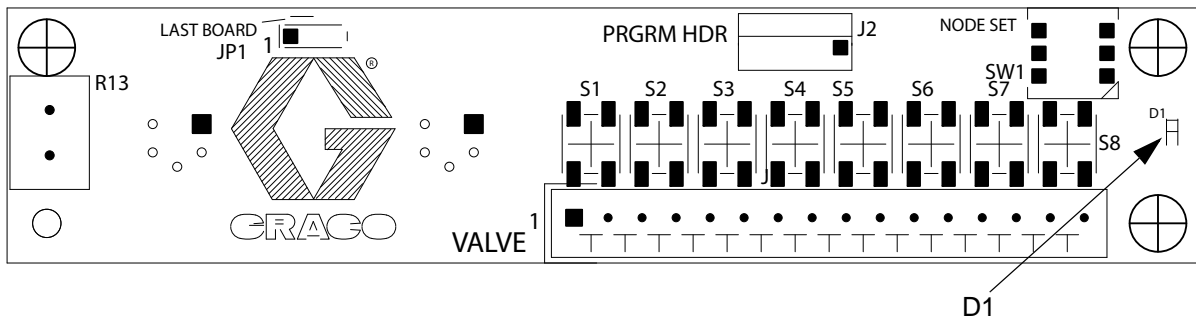 LAST BOARD
JP1
1
R13
®
GRACO
PRGRM HDR
J2
NODE SET
SW1
S1 S2 S3 S4 S5 S6 S7
S8
D1
J
VALVE
1
D1